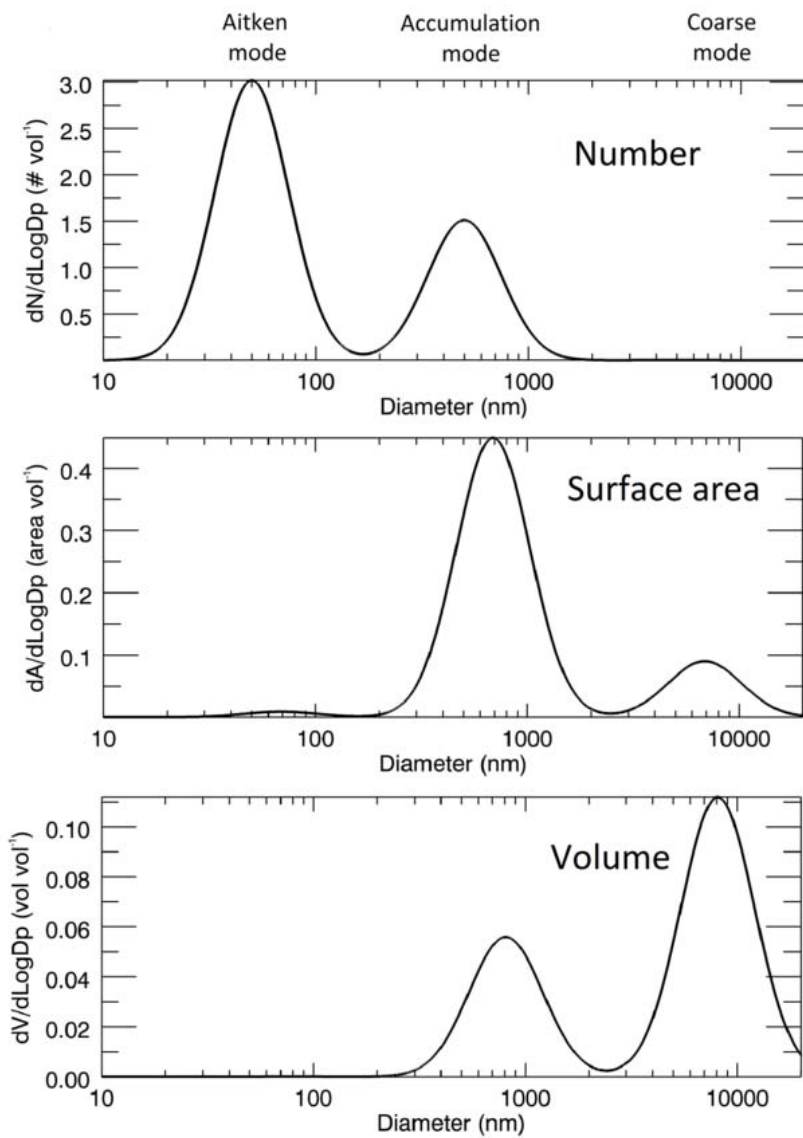 Aitken mode
Accumulation mode
Coarse mode
3.0
2.5
2.0
1.5
1.0
0.5
dN/dLogDp (# vol⁻¹)
Number
10 100 1000 10000
Diameter (nm)
0.4
0.3
0.2
0.1
dA/dLogDp (area vol⁻¹)
Surface area
10 100 1000 10000
Diameter (nm)
0.10
0.08
0.06
0.04
0.02
0.00
dV/dLogDp (vol vol⁻¹)
Volume
10 100 1000 10000
Diameter (nm)